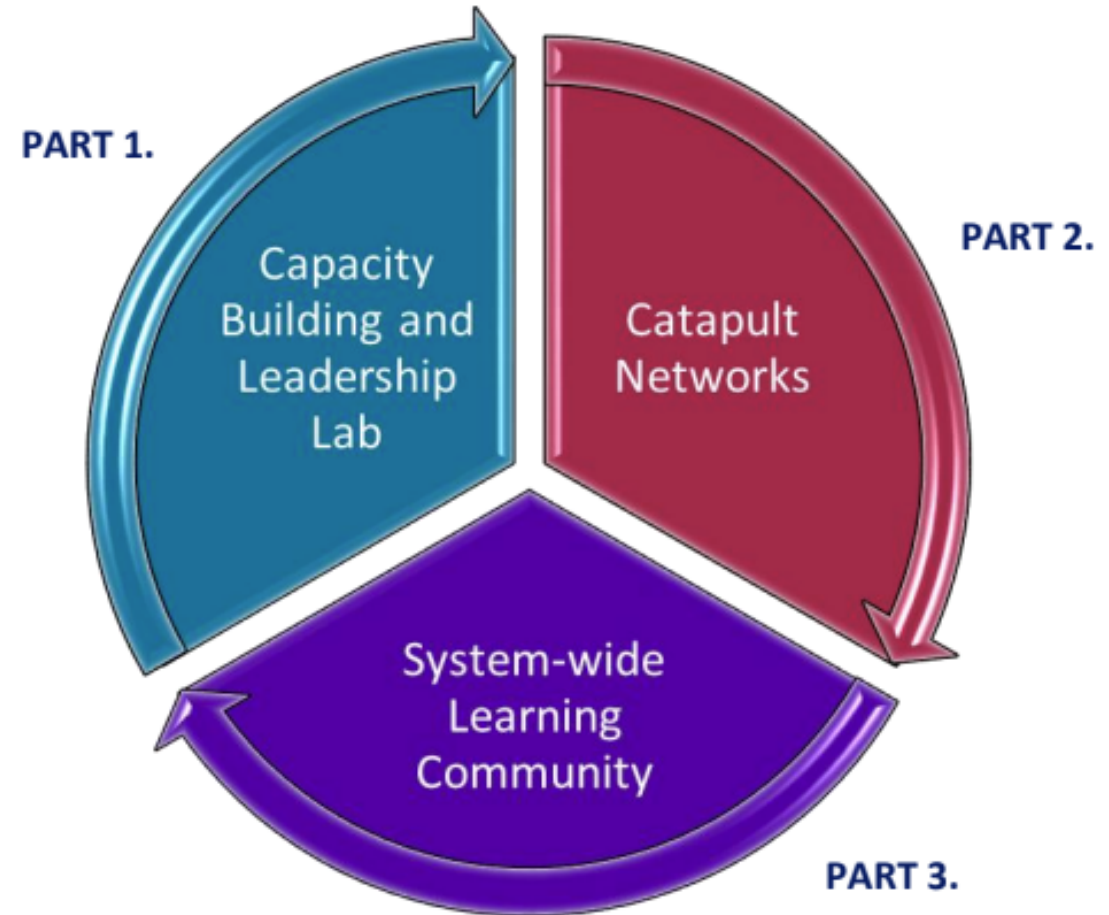 PART 1.
Capacity
Building and
Leadership
Lab
PART 2.
Catapult
Networks
System-wide
Learning
Community
PART 3.